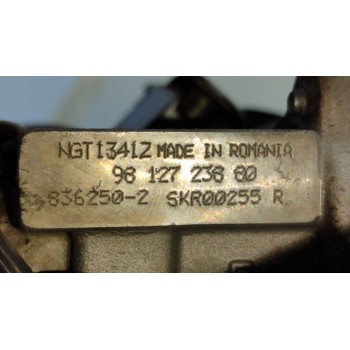 NGT1341Z MADE IN ROMANIA
98 127 238 80
836250-2 SKR00255 R